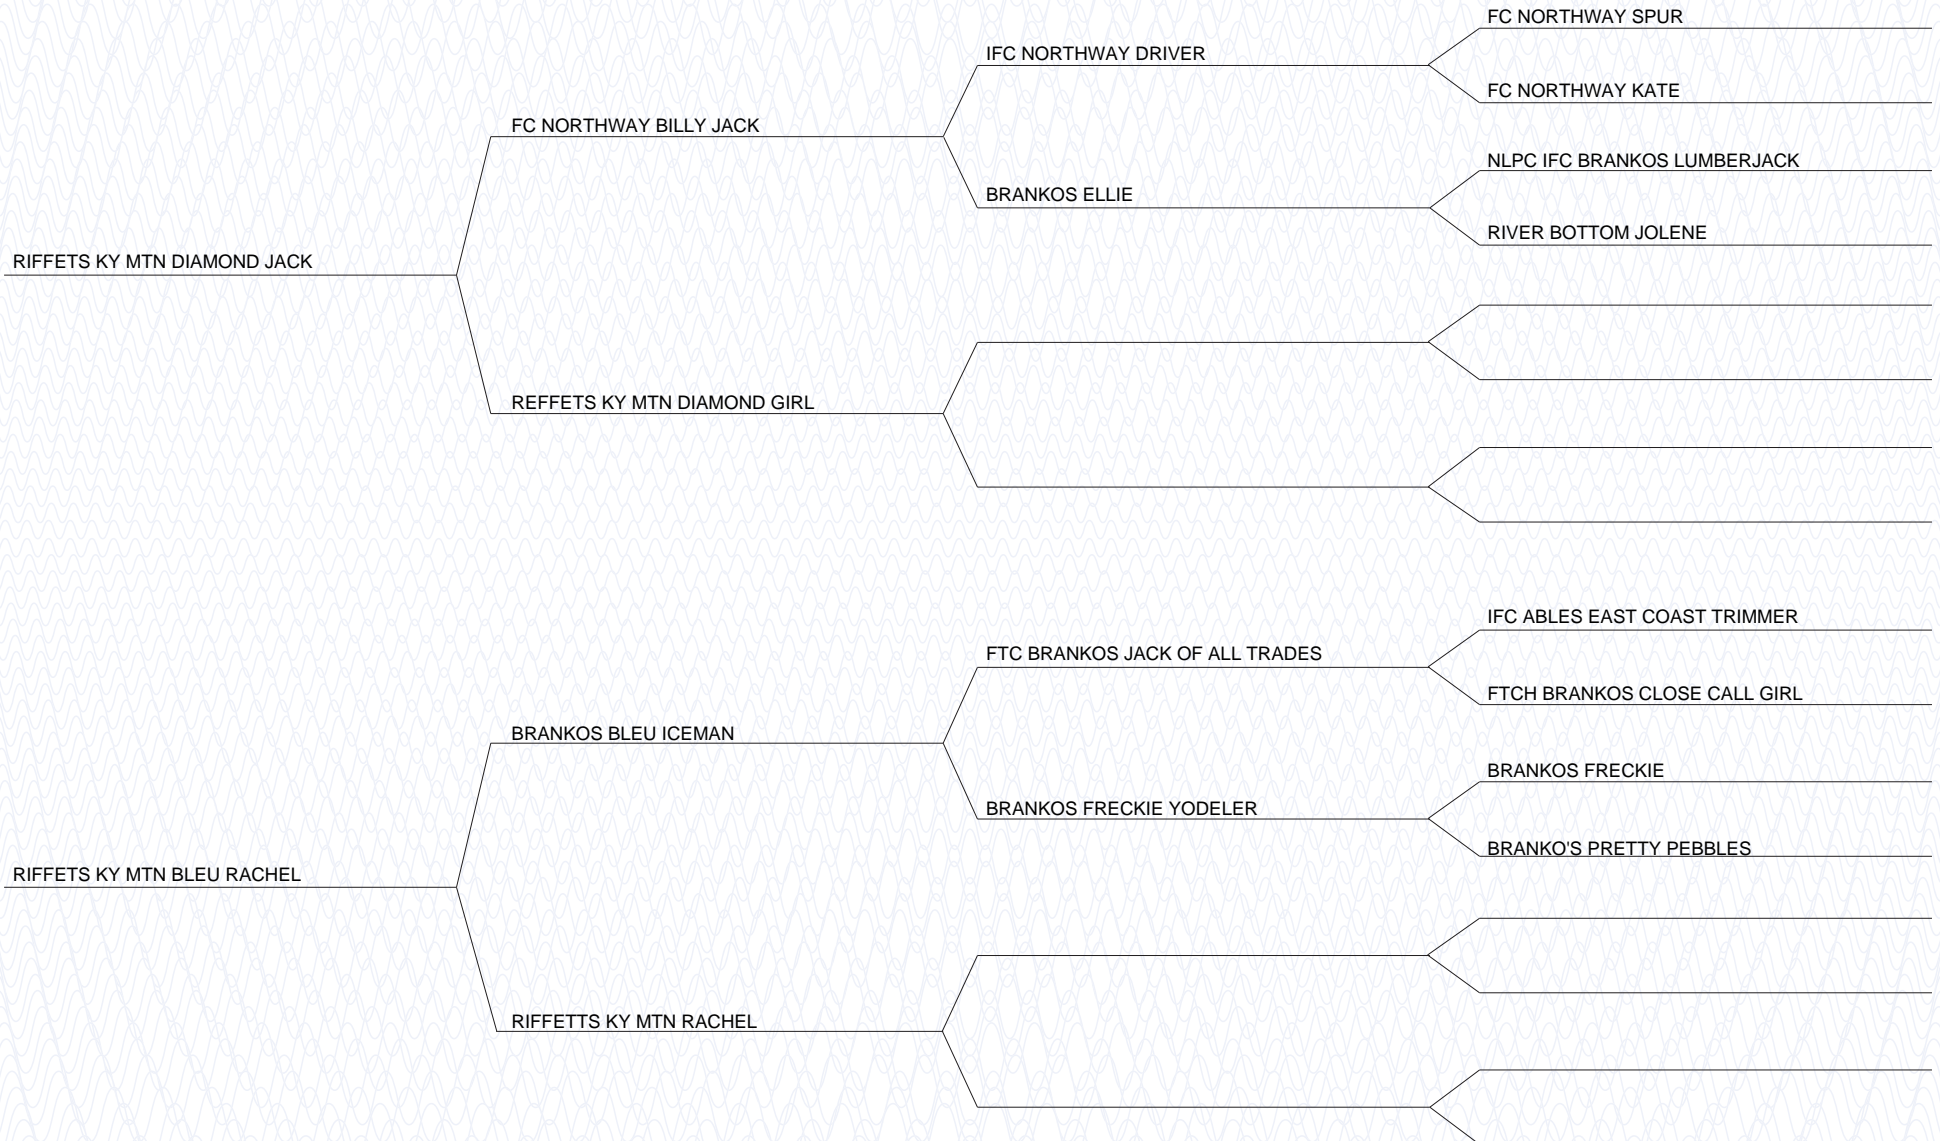 FC NORTHWAY SPUR
IFC NORTHWAY DRIVER
FC NORTHWAY KATE
FC NORTHWAY BILLY JACK
NLPC IFC BRANKOS LUMBERJACK
BRANKOS ELLIE
RIVER BOTTOM JOLENE
RIFFETS KY MTN DIAMOND JACK
REFFETS KY MTN DIAMOND GIRL
IFC ABLES EAST COAST TRIMMER
FTC BRANKOS JACK OF ALL TRADES
FTCH BRANKOS CLOSE CALL GIRL
BRANKOS BLEU ICEMAN
BRANKOS FRECKIE
BRANKOS FRECKIE YODELER
BRANKO'S PRETTY PEBBLES
RIFFETS KY MTN BLEU RACHEL
RIFFETTS KY MTN RACHEL